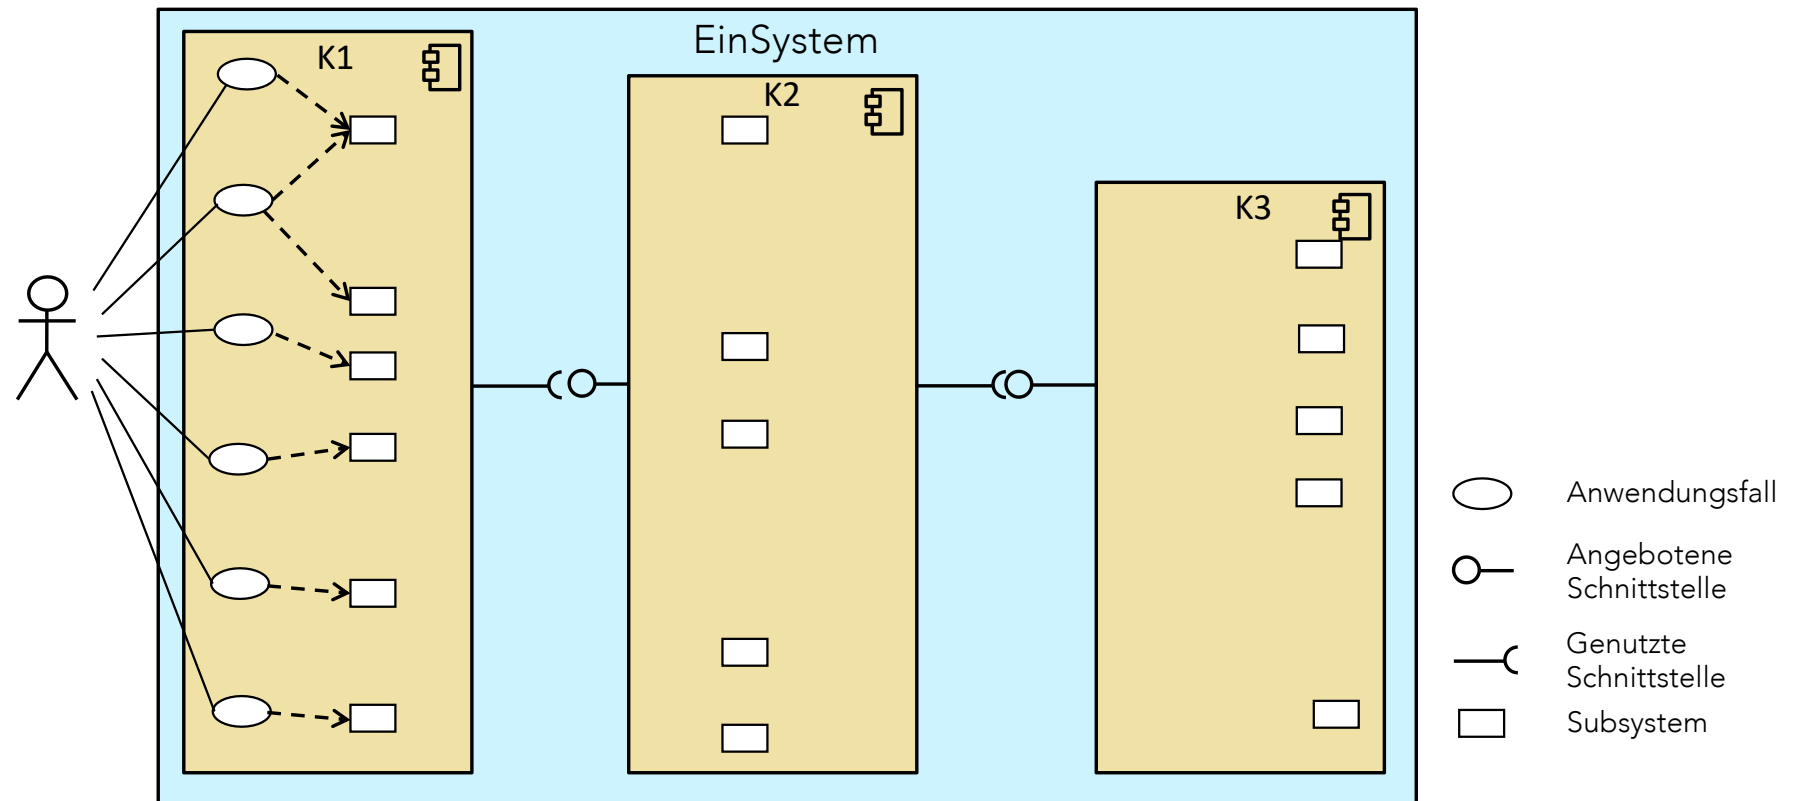 EinSystem
K1
K2
K3
Anwendungsfall
Angebotene
Schnittstelle
Genutzte
Schnittstelle
Subsystem